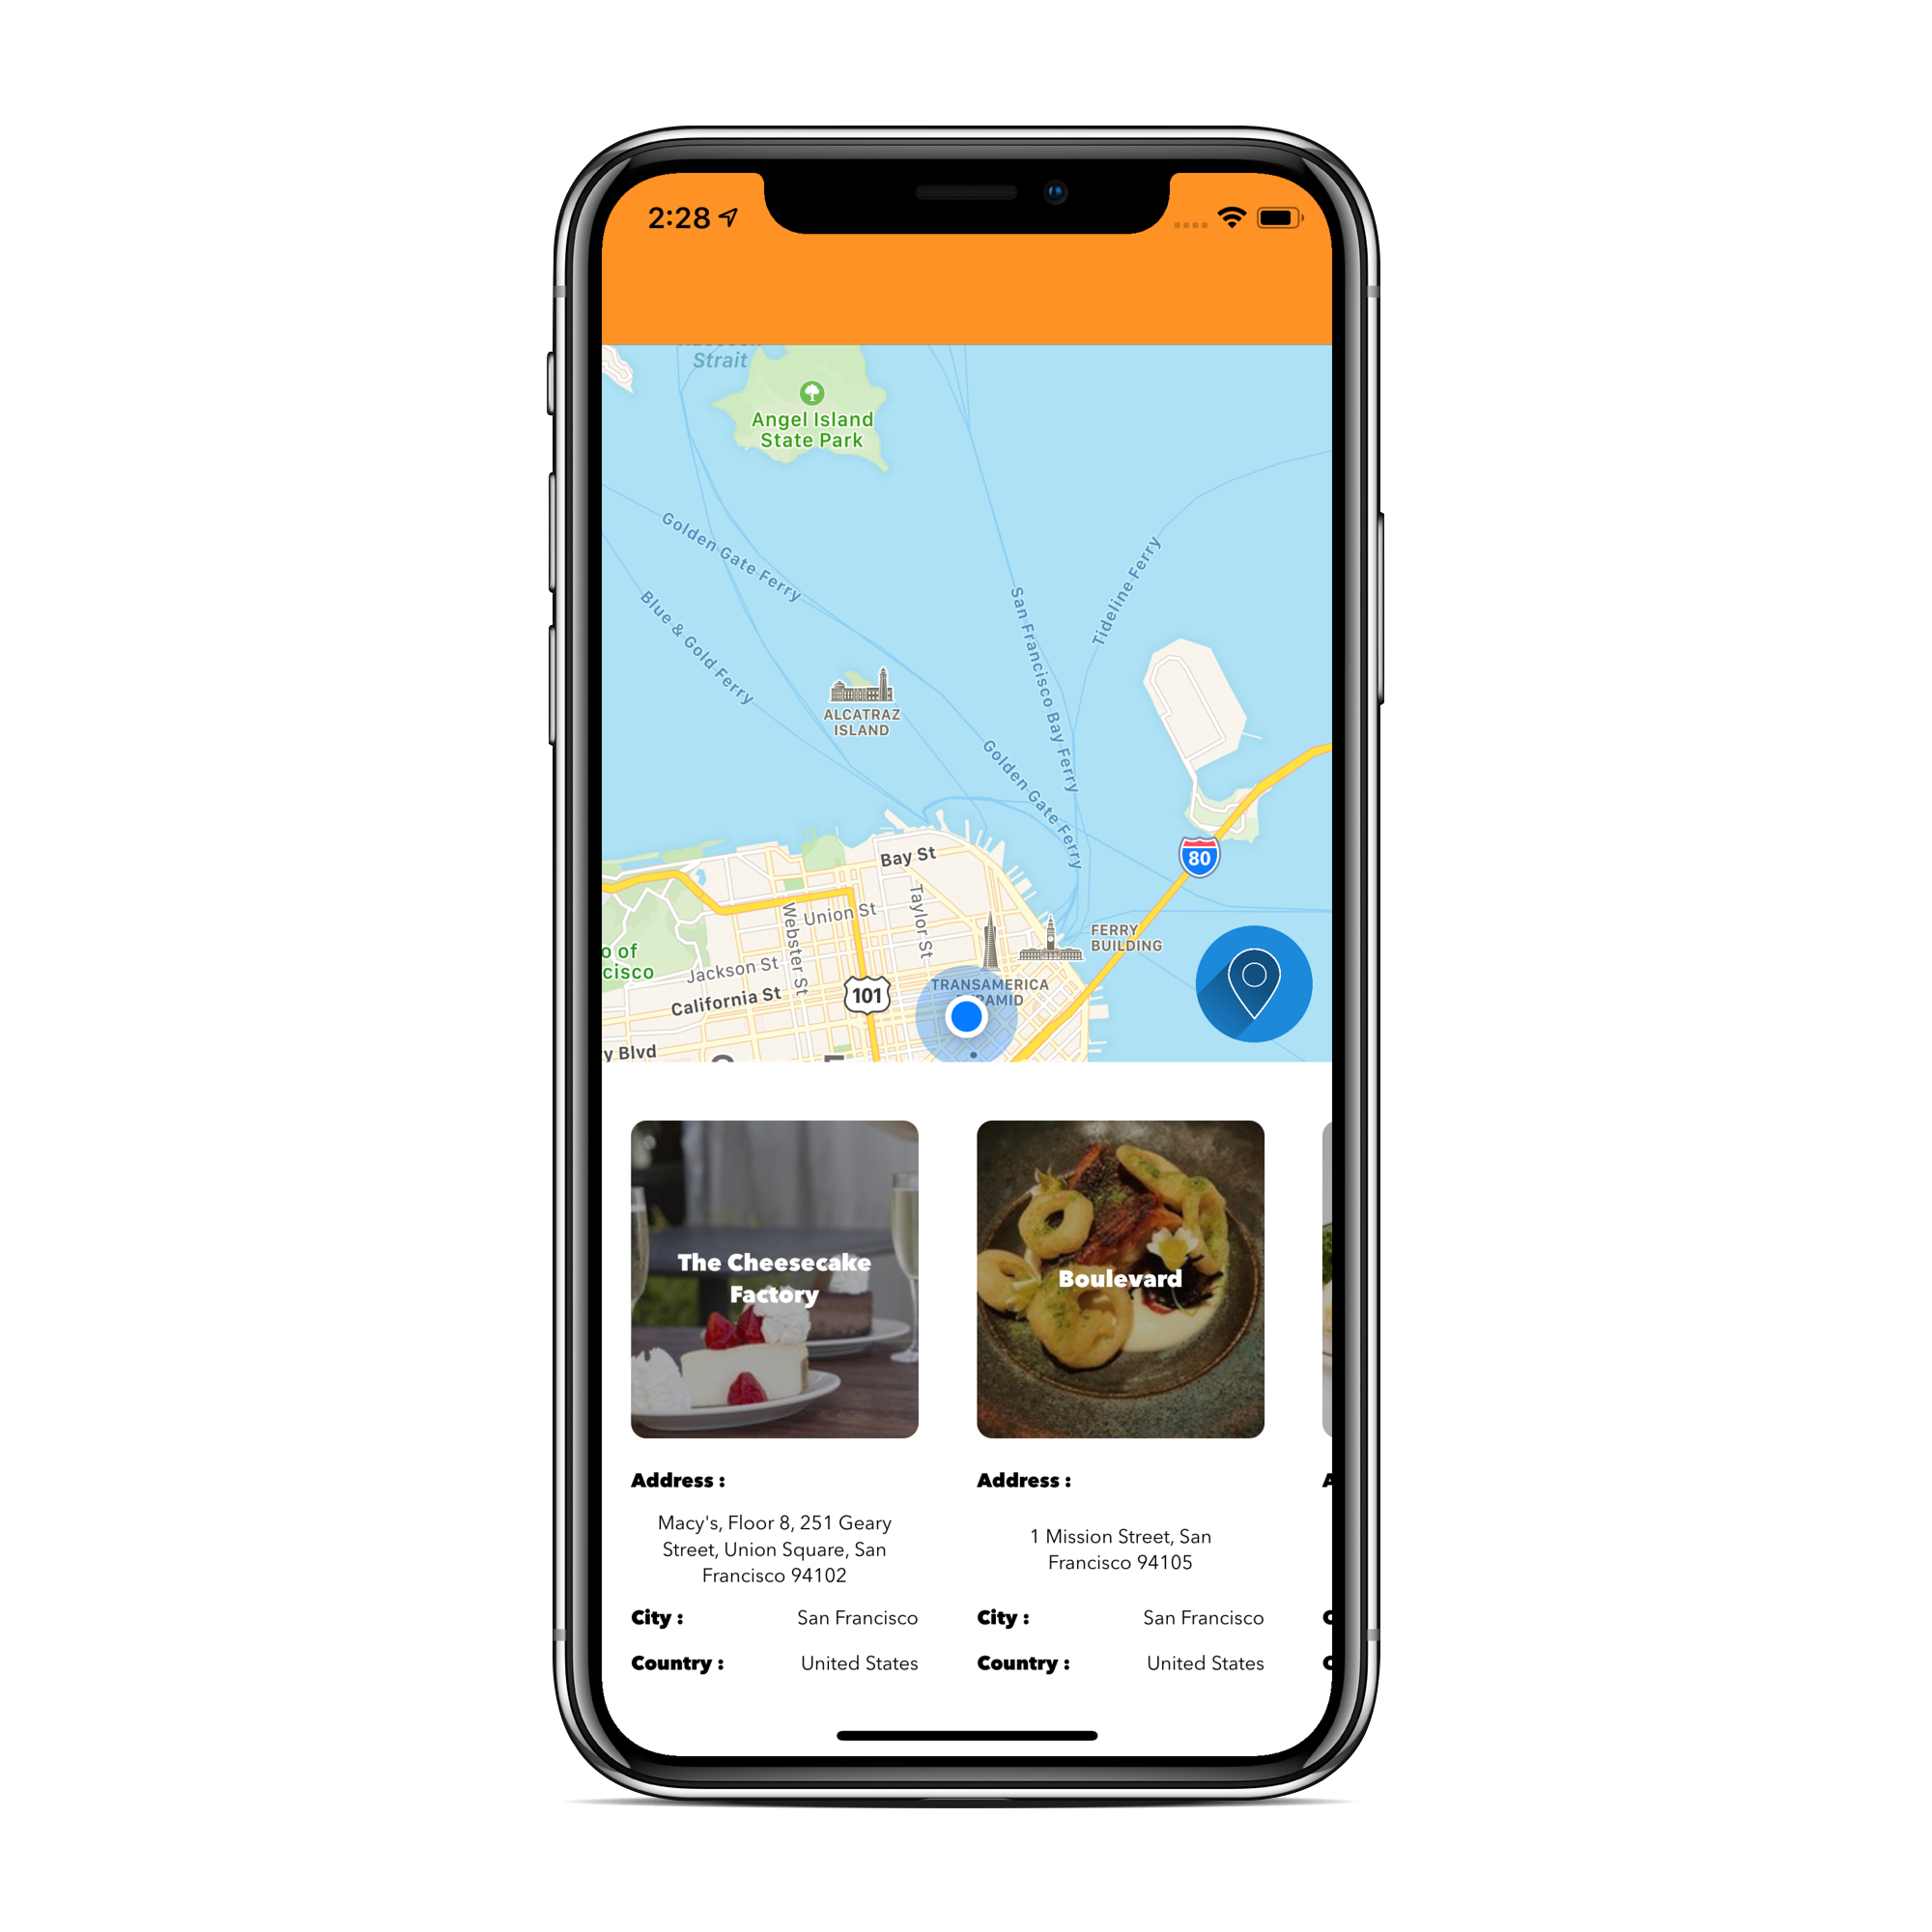 2:28
Strait
Angel Island
State Park
Golden Gate Ferry
Blue & Gold Ferry
San Francisco Bay Ferry
Tideline Ferry
ALCATRAZ
ISLAND
Golden Gate Ferry
80
Bay St
Taylor St
Union St
Webster St
FERRY
BUILDING
o of
cisco
Jackson St
California St
101
TRANSAMERICA
RAMID
y Blvd
The Cheesecake
Factory
Boulevard
Address :
Macy's, Floor 8, 251 Geary
Street, Union Square, San
Francisco 94102
City :
San Francisco
Country :
United States
Address :
1 Mission Street, San
Francisco 94105
City :
San Francisco
Country :
United States